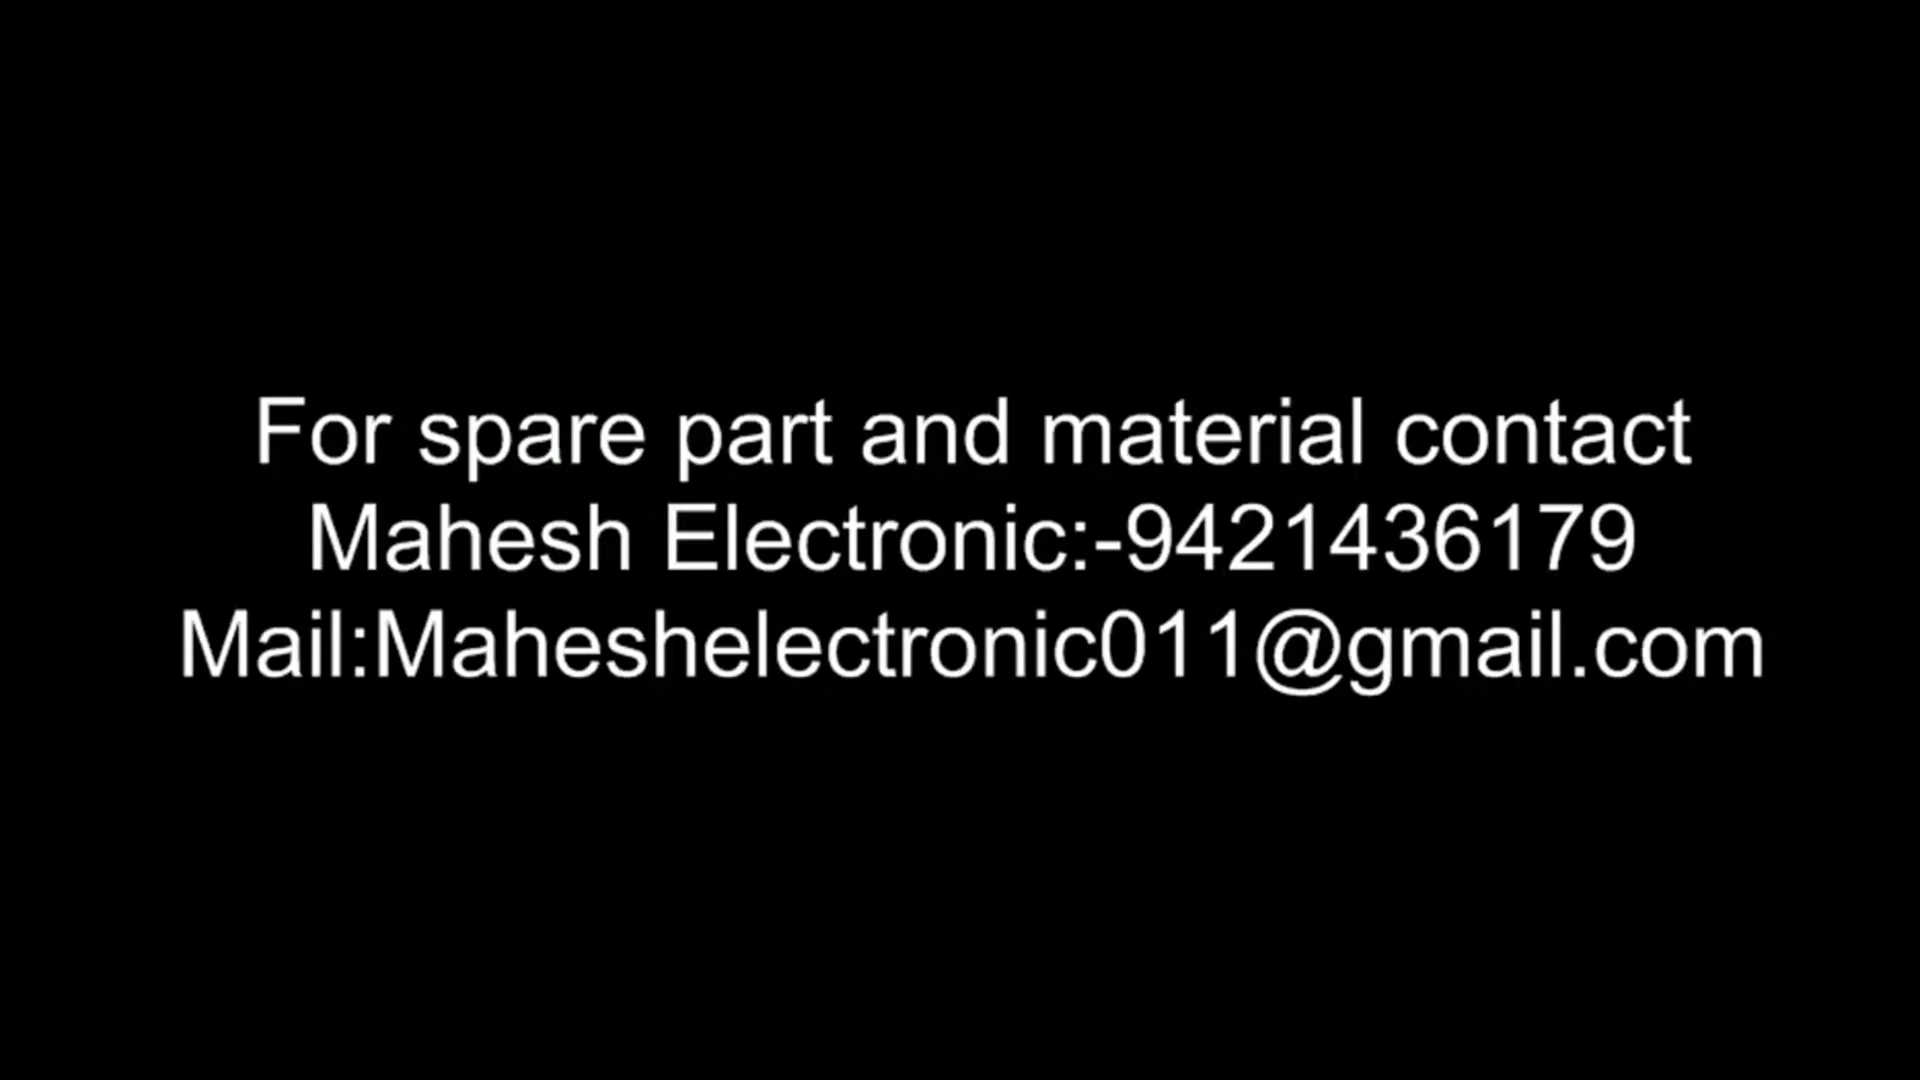 For spare part and material contact
Mahesh Electronic:-9421436179
Mail:Maheshelectronic011@gmail.com